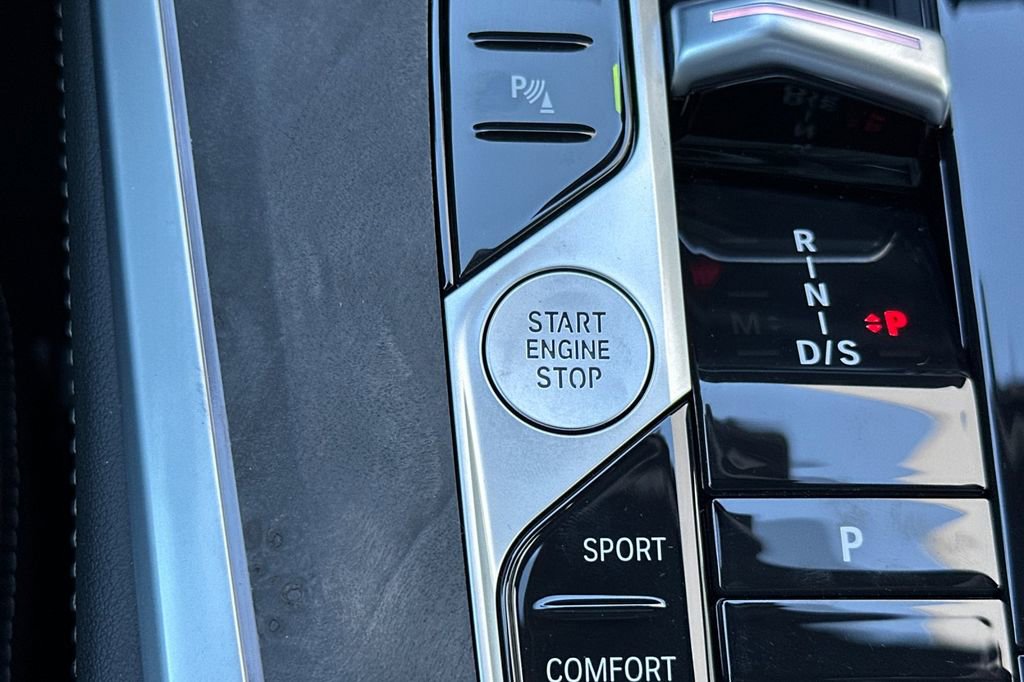 P
R
N
P
D/S
START
ENGINE
STOP
SPORT
P
COMFORT